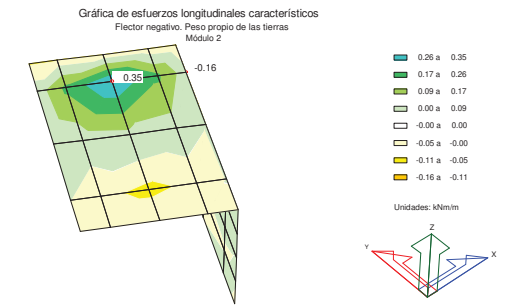 Gráfica de esfuerzos longitudinales característicos
Flector negativo. Peso propio de las tierras
Módulo 2
-0.16
0.35
0.26 a 0.35
0.17 a 0.26
0.09 a 0.17
0.00 a 0.09
-0.00 a 0.00
-0.05 a -0.00
-0.11 a -0.05
-0.16 a -0.11
Unidades: kNm/m
Z
Y
X